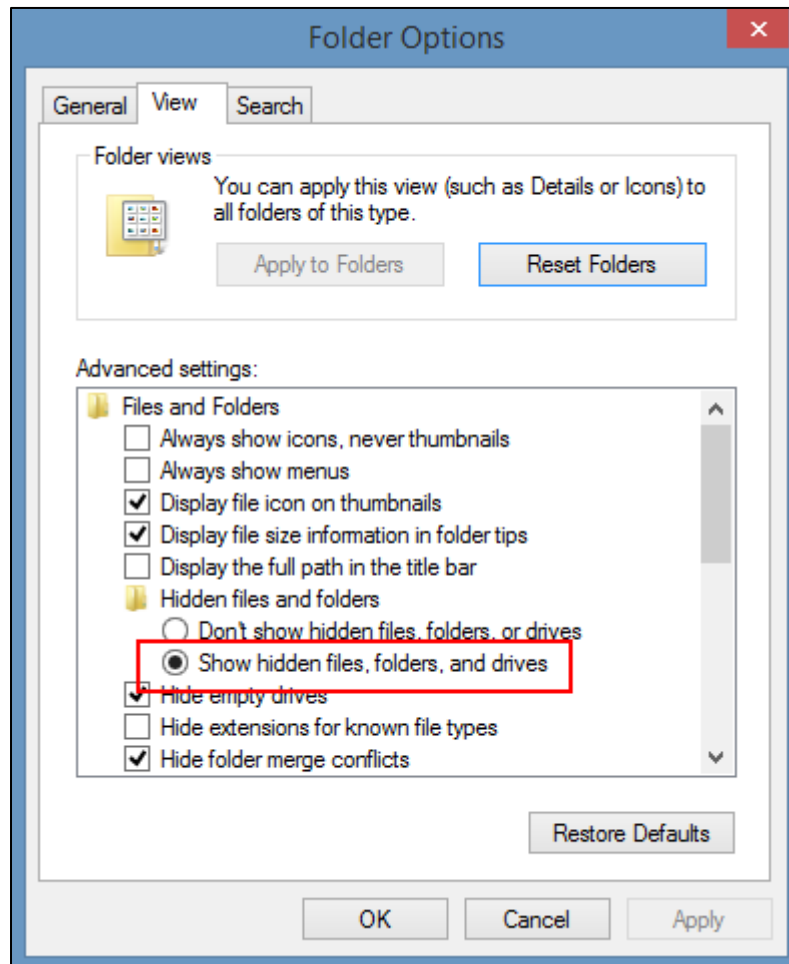 Folder Options
General View Search
Folder views
You can apply this view (such as Details or Icons) to
all folders of this type.
Apply to Folders Reset Folders
Advanced settings:
Files and Folders
Always show icons, never thumbnails
Always show menus
Display file icon on thumbnails
Display file size information in folder tips
Display the full path in the title bar
Hidden files and folders
Don't show hidden files, folders, or drives
Show hidden files, folders, and drives
Hide empty drives
Hide extensions for known file types
Hide folder merge conflicts
Restore Defaults
OK Cancel Apply